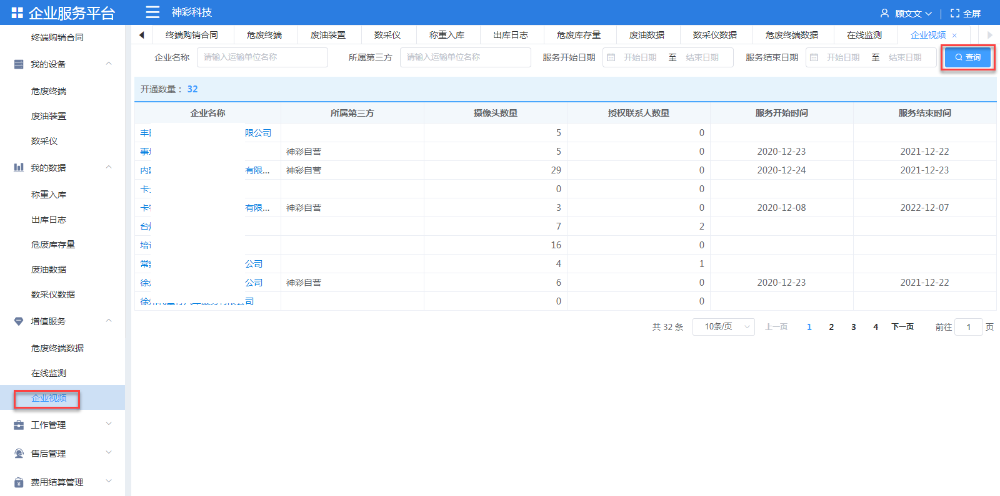 企业服务平台
神彩科技
顾文文
全屏
终端购销合同
我的设备
危废终端
废油装置
数采仪
我的数据
称重入库
出库日志
危废库存量
废油数据
数采仪数据
增值服务
危废终端数据
在线监测
企业视频
工作管理
售后管理
费用结算管理
终端购销合同 危废终端 废油装置 数采仪 称重入库 出库日志 危废库存量 废油数据 数采仪数据 危废终端数据 在线监测 企业视频 ×
企业名称 请输入运输单位名称 所属第三方 请输入运输单位名称 服务开始日期 开始日期 至 结束日期 服务结束日期 开始日期 至 结束日期 查询
开通数量： 32
企业名称 所属第三方 摄像头数量 授权联系人数量 服务开始时间 服务结束时间
限公司 5 0
事 神彩自营 5 0 2020-12-23 2021-12-22
内 有限... 神彩自营 29 0 2020-12-24 2021-12-23
卡 0 0
卡 有限... 神彩自营 3 0 2020-12-08 2022-12-07
台 7 2
培 16 0
常 公司 4 1
徐 公司 神彩自营 6 0 2020-12-23 2021-12-22
徐 司 0 0
共 32 条 10条/页 上一页 1 2 3 4 下一页 前往 1 页